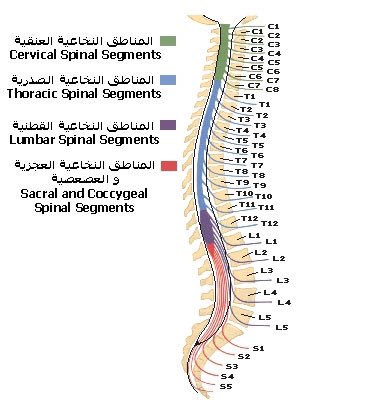 المناطق النخاعية العنقية
Cervical Spinal Segments
المناطق النخاعية الصدرية
Thoracic Spinal Segments
المناطق النخاعية القطنية
Lumbar Spinal Segments
المناطق النخاعية العجزية
و العصعصية
Sacral and Coccygeal
Spinal Segments
C1
C1
C2
C2
C3
C3
C4
C4
C5
C5
C6
C6
C7
C7
C8
T1
T1
T2
T2
T3
T3
T4
T4
T5
T5
T6
T6
T7
T7
T8
T8
T9
T9
T10
T10
T11
T11
T12
T12
L1
L1
L2
L2
L3
L3
L4
L4
L5
L5
S1
S2
S3
S4
S5